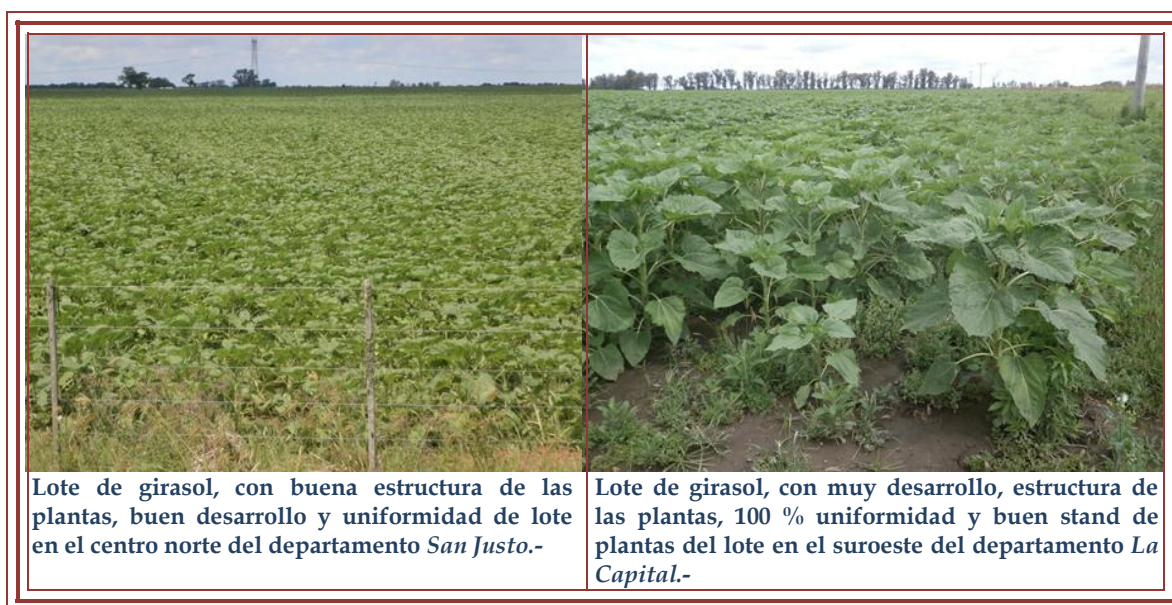 Lote de girasol, con buena estructura de las
plantas, buen desarrollo y uniformidad de lote
en el centro norte del departamento San Justo.-
Lote de girasol, con muy desarrollo, estructura de
las plantas, 100 % uniformidad y buen stand de
plantas del lote en el suroeste del departamento La
Capital.-